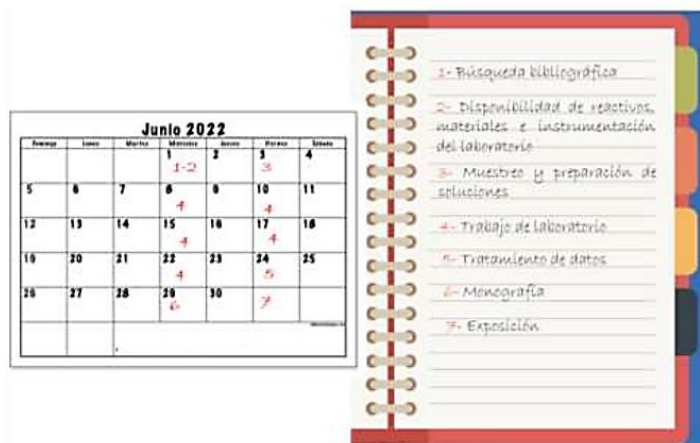 Junio 2022
Domingo Lunes Martes Miercoles Jueves Viernes Sabado
1 2 3 4
1-2 3
5 6 7 8 9 10 11
4 4
12 13 14 15 16 17 18
4 4
19 20 21 22 23 24 25
4 5
26 27 28 29 30
6 7
1- Búsqueda bibliográfica
2- Disponibilidad de reactivos,
materiales e instrumentación
del laboratorio
3- Muestreo y preparación de
soluciones
4- Trabajo de laboratorio
5- Tratamiento de datos
6- Monografía
7- Exposición